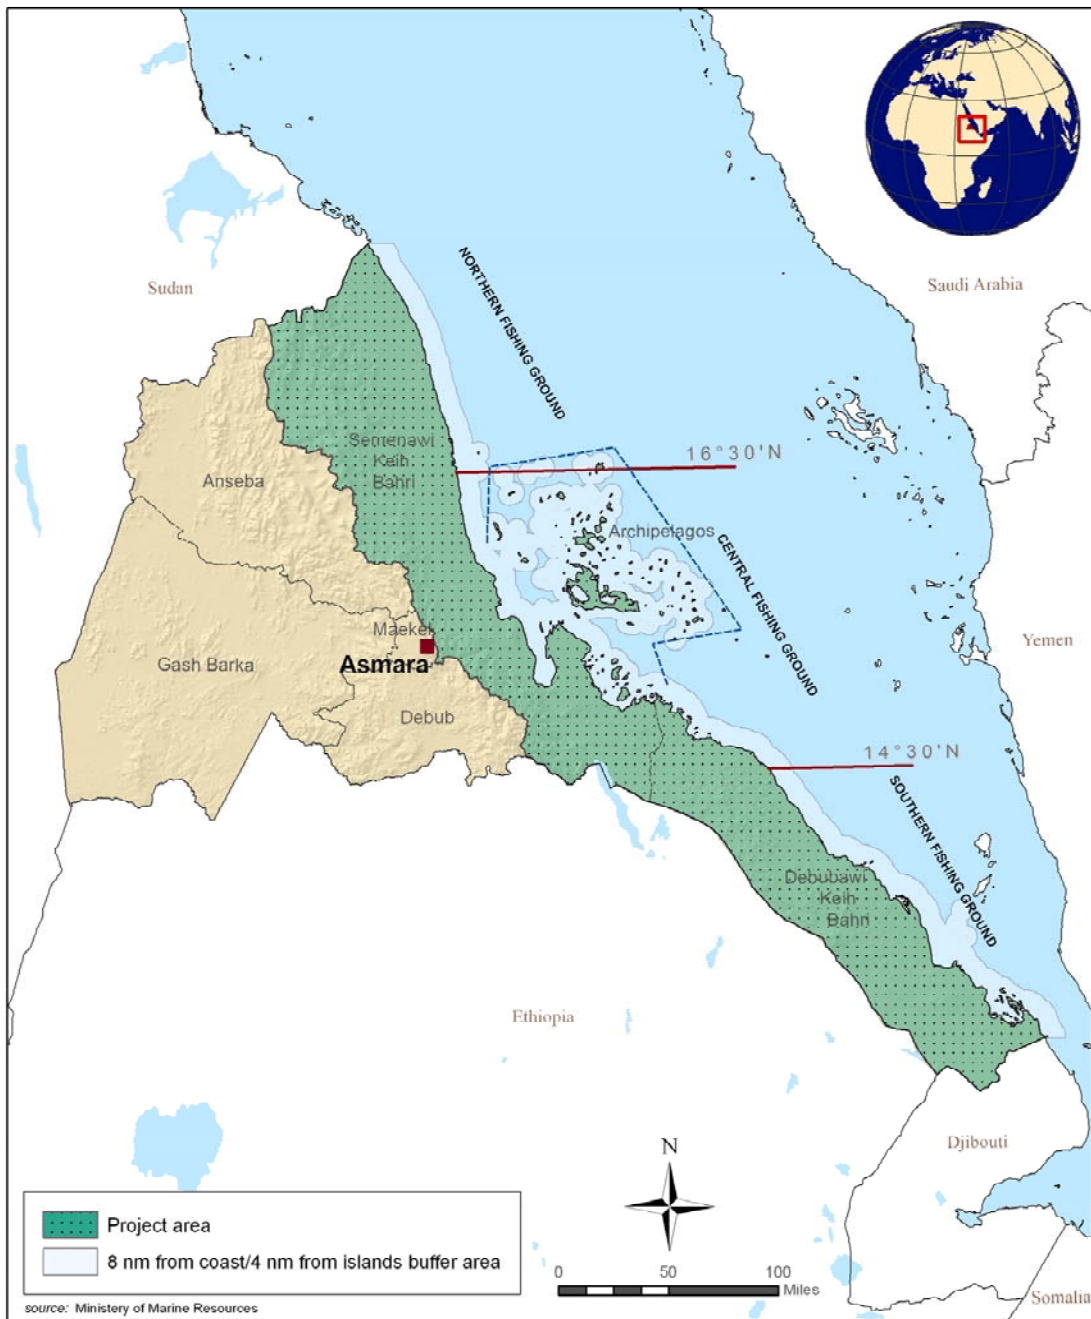 Sudan
Saudi Arabia
NORTHERN FISHING GROUND
Semenawi
Keih
Bahri
16°30'N
Anseba
Archipelagos
CENTRAL FISHING GROUND
Maekel
Yemen
Gash Barka
Asmara
Debub
14°30'N
SOUTHERN FISHING GROUND
Debubawi
Keih
Bahri
Ethiopia
Djibouti
N
Project area
8 nm from coast/4 nm from islands buffer area
0 50 100
Miles
Somalia
source: Ministery of Marine Resources